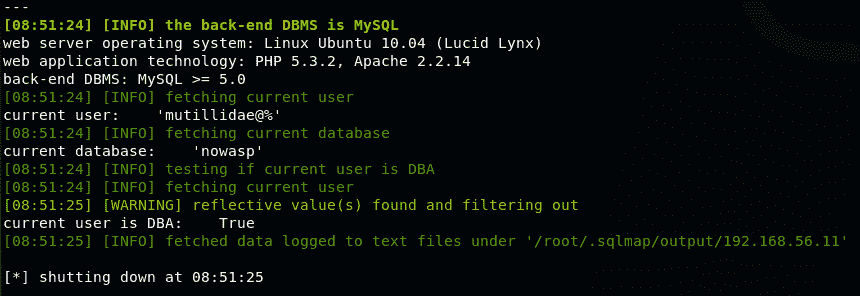 ---
[08:51:24] [INFO] the back-end DBMS is MySQL
web server operating system: Linux Ubuntu 10.04 (Lucid Lynx)
web application technology: PHP 5.3.2, Apache 2.2.14
back-end DBMS: MySQL >= 5.0
[08:51:24] [INFO] fetching current user
current user:    'mutillidae@%'
[08:51:24] [INFO] fetching current database
current database:    'nowasp'
[08:51:24] [INFO] testing if current user is DBA
[08:51:24] [INFO] fetching current user
[08:51:25] [WARNING] reflective value(s) found and filtering out
current user is DBA:    True
[08:51:25] [INFO] fetched data logged to text files under '/root/.sqlmap/output/192.168.56.11'
[*] shutting down at 08:51:25